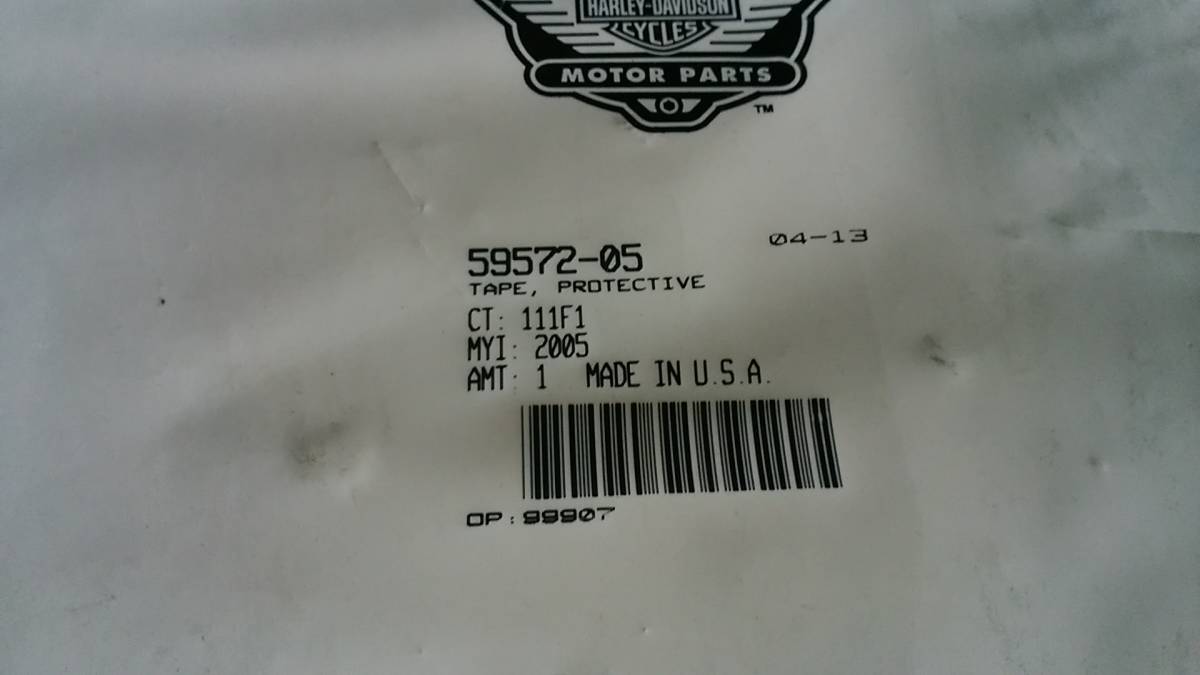 HARLEY-DAVIDSON
CYCLES
MOTOR PARTS
TM
04-13
59572-05
TAPE, PROTECTIVE
CT: 111F1
MYI: 2005
AMT: 1 MADE IN U.S.A.
OP:99907